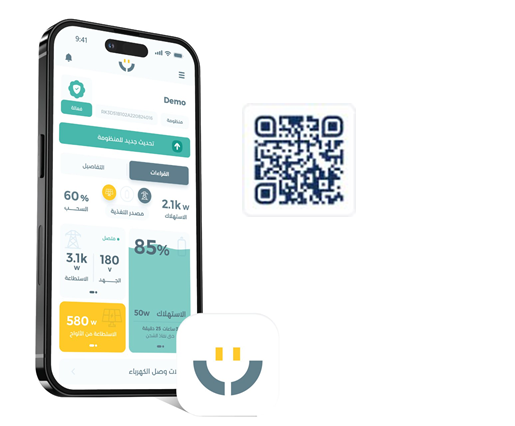 9:41
Demo
منظومة
فعالة
تحديث جديد للمنظومة
القراءات
التفاصيل
2.1k w
الاستهلاك
مصدر التغذية
60 %
السحب
متصل
3.1k w
الاستطاعة
180 v
الجهد
85%
الاستهلاك 50w
580 w
الاستطاعة من الألواح
لات وصل الكهرباء